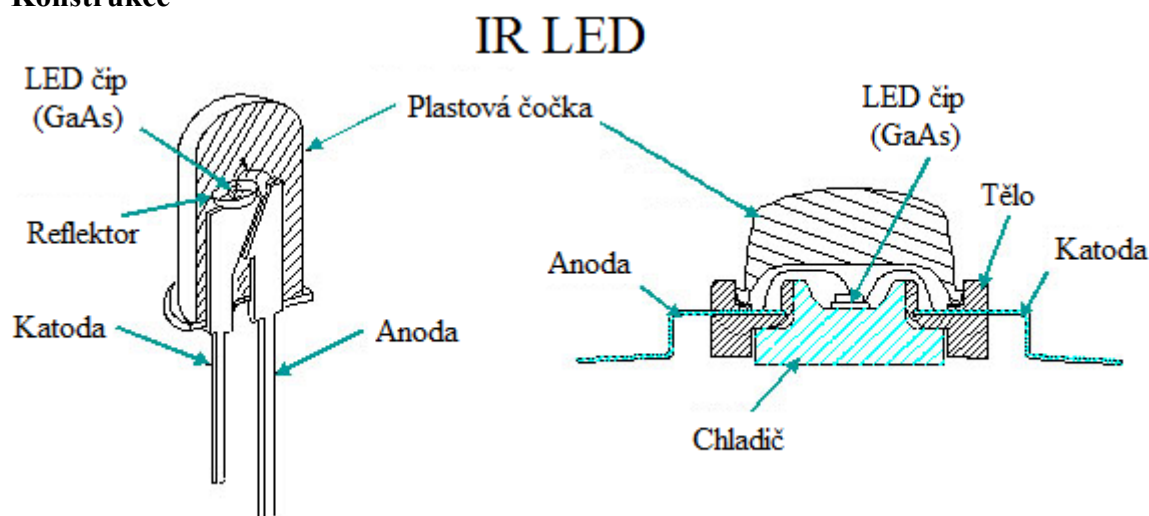 Konstrukce
IR LED
LED čip
(GaAs)
Plastová čočka
LED čip
(GaAs)
Tělo
Reflektor
Anoda
Katoda
Katoda
Anoda
Chladič